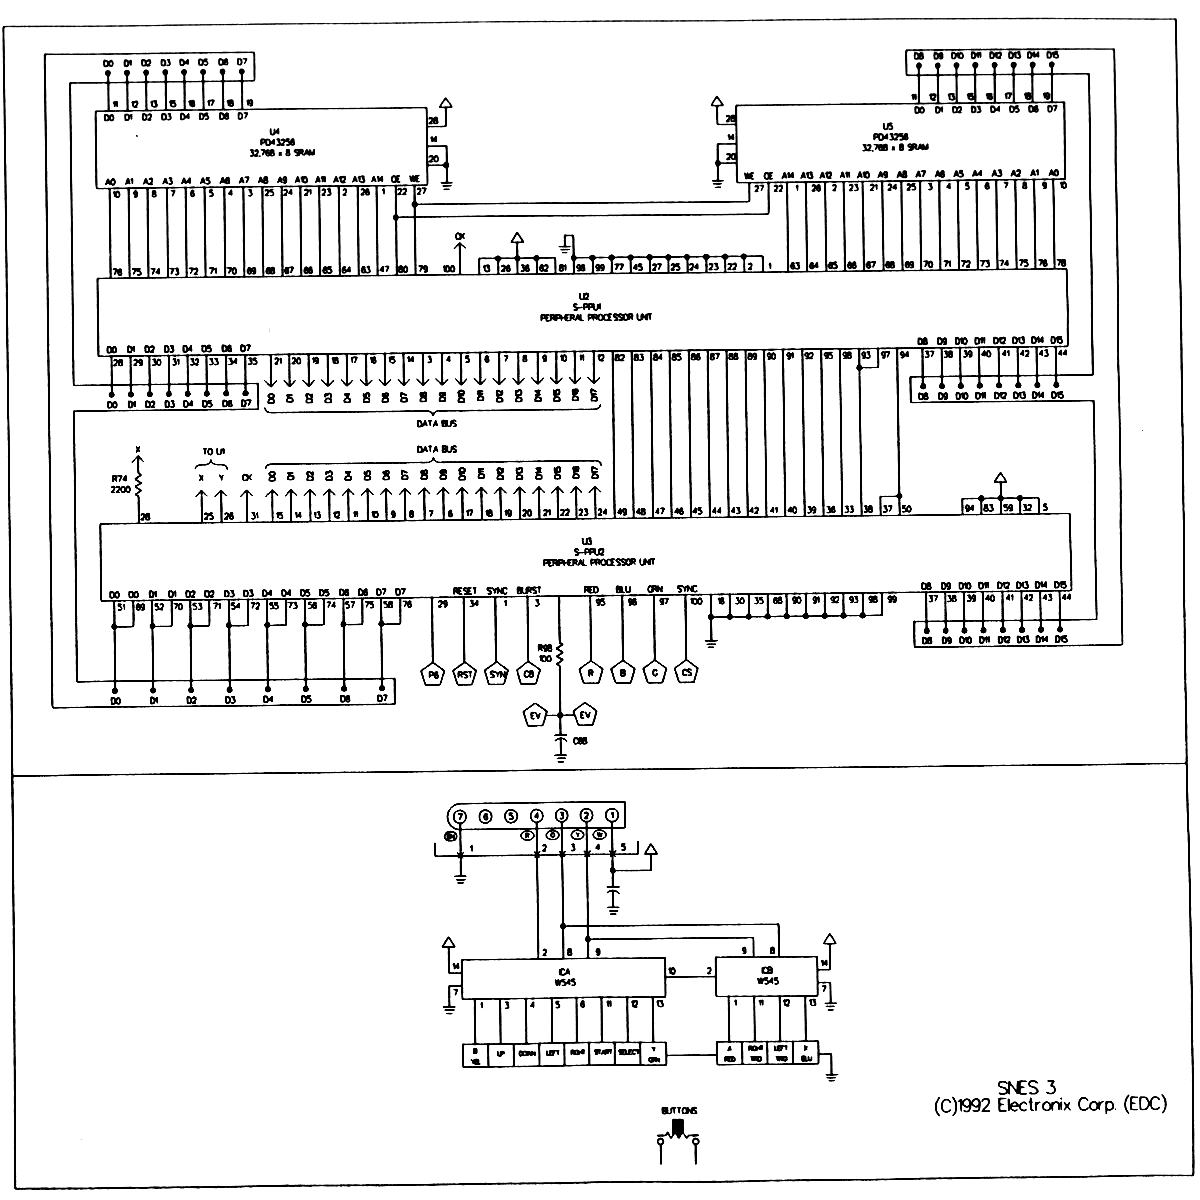 D0 D1 D2 D3 D4 D5 D6 D7
D8 D9 D10 D11 D12 D13 D14 D15
11 12 13 15 16 17 18 19
D0 D1 D2 D3 D4 D5 D6 D7
U4
PD43256
32,768 x 8 SRAM
28
14
20
A0 A1 A2 A3 A4 A5 A6 A7 A8 A9 A10 A11 A12 A13 A14 OE WE
10 9 8 7 6 5 4 3 25 24 21 23 2 26 1 22 27
11 12 13 15 16 17 18 19
D0 D1 D2 D3 D4 D5 D6 D7
U5
PD43256
32,768 x 8 SRAM
28
14
20
WE OE A14 A13 A12 A11 A10 A9 A8 A7 A6 A5 A4 A3 A2 A1 A0
27 22 1 26 2 23 21 24 25 3 4 5 6 7 8 9 10
CK
76 75 74 73 72 71 70 69 68 67 66 65 64 63 47 80 79 100 13 26 36 62 81 98 99 77 45 27 25 24 23 22 2 1 63 64 65 66 67 68 69 70 71 72 73 74 75 76 78
U2
S-PPU1
PERIPHERAL PROCESSOR UNIT
D0 D1 D2 D3 D4 D5 D6 D7
28 29 30 31 32 33 34 35 21 20 19 18 17 16 15 14 3 4 5 6 7 8 9 10 11 12 82 83 84 85 86 87 88 89 90 91 92 95 98 93 97 94
D8 D9 D10 D11 D12 D13 D14 D15
37 38 39 40 41 42 43 44
D0 D1 D2 D3 D4 D5 D6 D7
D0 D1 D2 D3 D4 D5 D6 D7 D8 D9 D10 D11 D12 D13 D14 D15 D16 D17
D8 D9 D10 D11 D12 D13 D14 D15
DATA BUS
DATA BUS
X
R74
2200
TO U1
X Y CK
D0 D1 D2 D3 D4 D5 D6 D7 D8 D9 D10 D11 D12 D13 D14 D15 D16 D17
28 25 26 31 15 14 13 12 11 10 9 8 7 6 17 18 19 20 21 22 23 24 49 48 47 46 45 44 43 42 41 40 39 36 33 38 37 50 94 83 59 32 5
U3
S-PPU2
PERIPHERAL PROCESSOR UNIT
D0 D0 D1 D1 D2 D2 D3 D3 D4 D4 D5 D5 D6 D6 D7 D7
RESET SYNC BURST RED BLU GRN SYNC
D8 D9 D10 D11 D12 D13 D14 D15
51 69 52 70 53 71 54 72 55 73 56 74 57 75 58 76 29 34 1 3 95 96 97 100 16 30 35 68 90 91 92 93 98 99 37 38 39 40 41 42 43 44
R98
100
P6 RST SYN CB R B G CS
D8 D9 D10 D11 D12 D13 D14 D15
D0 D1 D2 D3 D4 D5 D6 D7
EV EV
C88
7 6 5 4 3 2 1
BN R O Y W
1 2 3 4 5
2 8 9
9 8
14
7
ICA
W545
10
2
ICB
W545
14
7
1 3 4 5 6 11 12 13
1 11 12 13
B YEL
UP
DOWN
LEFT
RGHT
START
SELECT
Y GRN
A RED
X BLU
SNES 3
(C)1992 Electronix Corp. (EDC)
BUTTONS